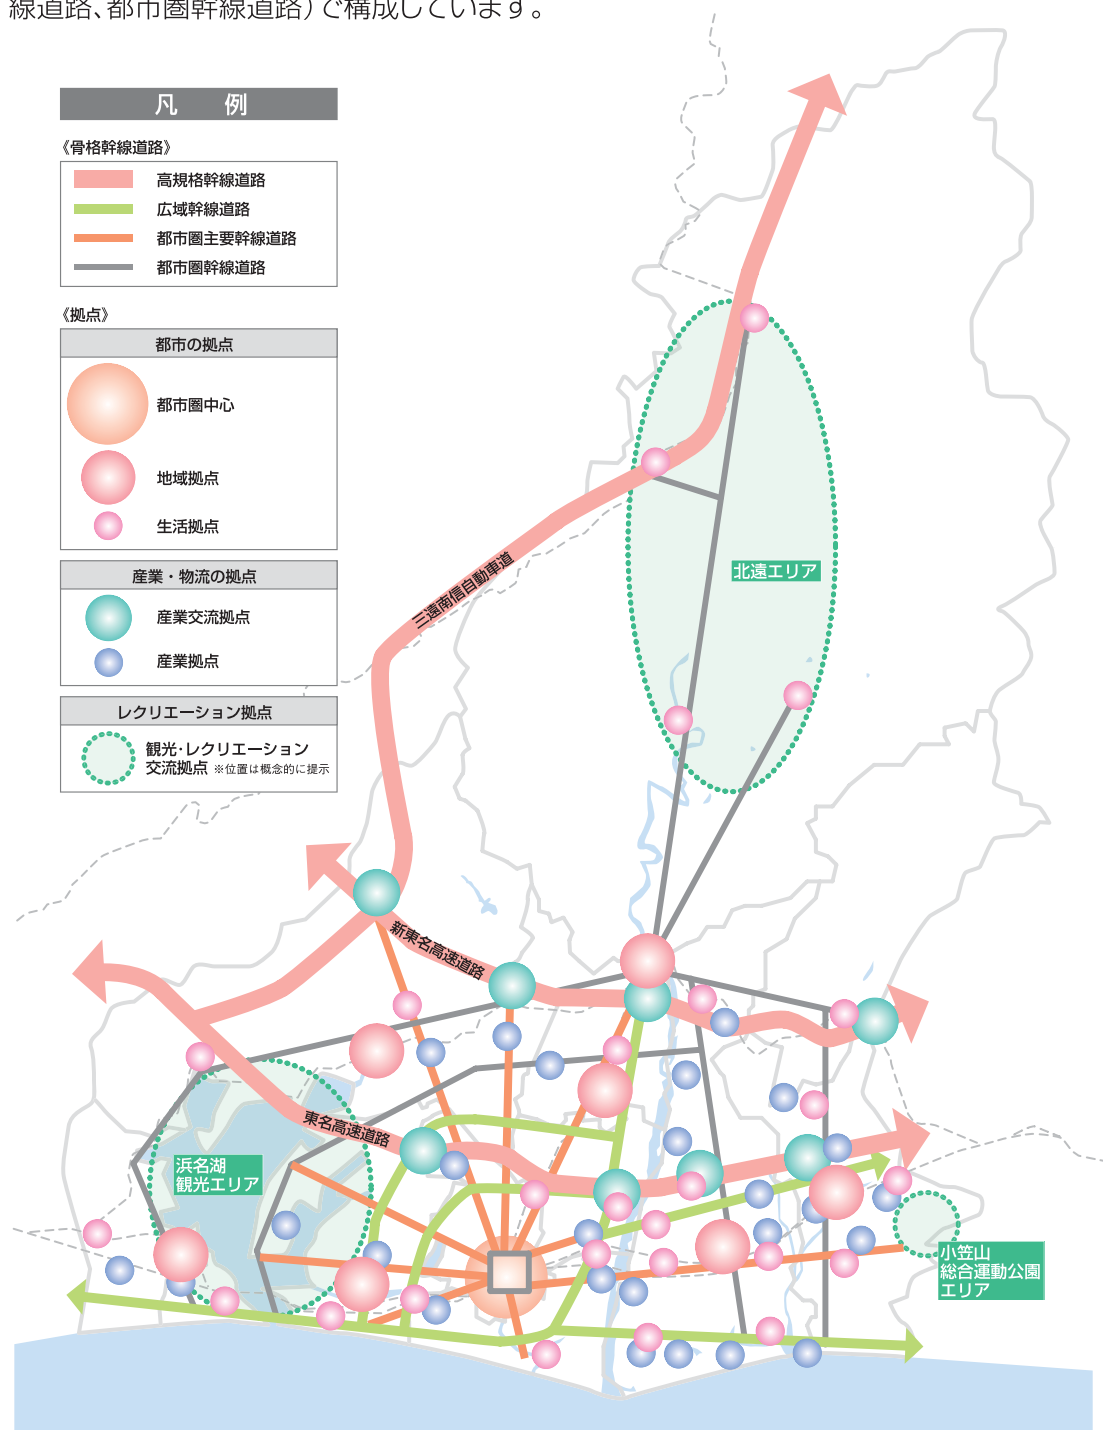 線道路、都市圏幹線道路）で構成しています。
凡　例
《骨格幹線道路》
高規格幹線道路
広域幹線道路
都市圏主要幹線道路
都市圏幹線道路
《拠点》
都市の拠点
都市圏中心
地域拠点
生活拠点
産業・物流の拠点
産業交流拠点
産業拠点
レクリエーション拠点
観光・レクリエーション
交流拠点 ※位置は概念的に提示
三遠南信自動車道
北遠エリア
新東名高速道路
東名高速道路
浜名湖
観光エリア
小笠山
総合運動公園
エリア